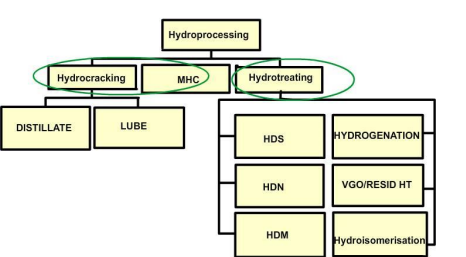 Hydroprocessing
Hydrocracking
MHC
Hydrotreating
DISTILLATE
LUBE
HDS
HYDROGENATION
HDN
VGO/RESID HT
HDM
Hydroisomerisation